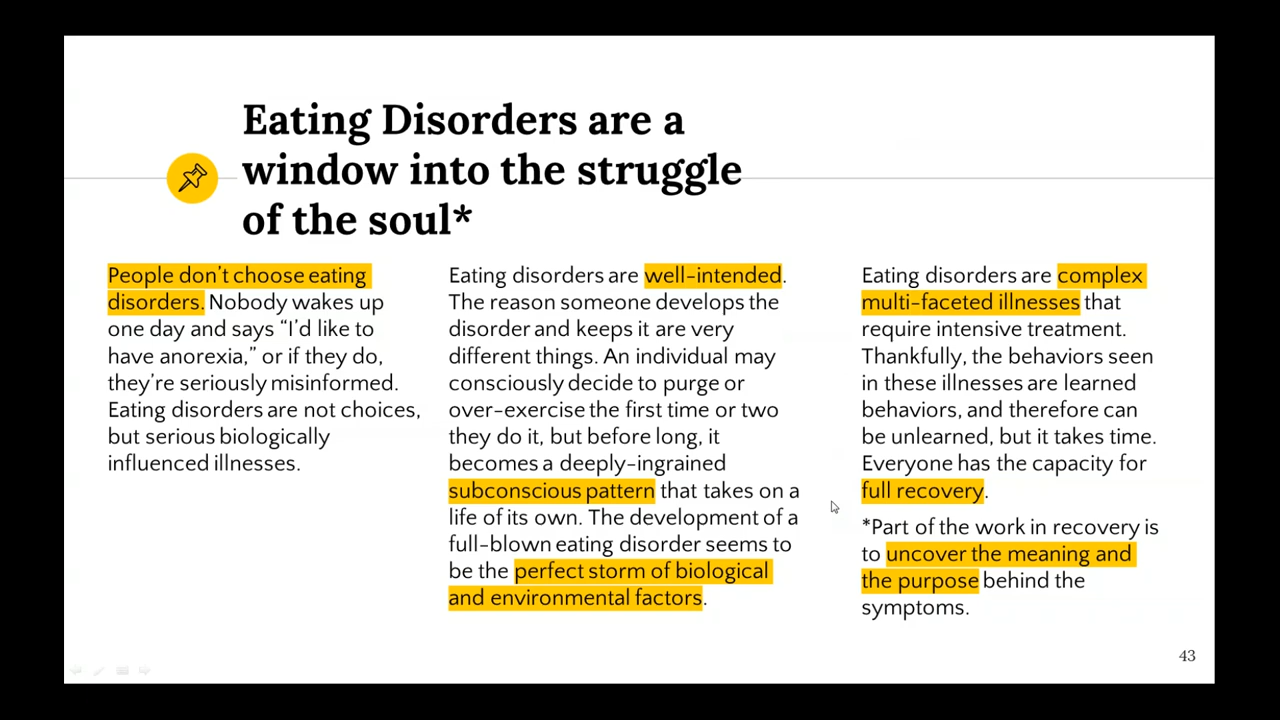 Eating Disorders are a
window into the struggle
of the soul*
People don't choose eating
disorders. Nobody wakes up
one day and says “I'd like to
have anorexia,” or if they do,
they're seriously misinformed.
Eating disorders are not choices,
but serious biologically
influenced illnesses.
Eating disorders are well-intended.
The reason someone develops the
disorder and keeps it are very
different things. An individual may
consciously decide to purge or
over-exercise the first time or two
they do it, but before long, it
becomes a deeply-ingrained
subconscious pattern that takes on a
life of its own. The development of a
full-blown eating disorder seems to
be the perfect storm of biological
and environmental factors.
Eating disorders are complex
multi-faceted illnesses that
require intensive treatment.
Thankfully, the behaviors seen
in these illnesses are learned
behaviors, and therefore can
be unlearned, but it takes time.
Everyone has the capacity for
full recovery.
*Part of the work in recovery is
to uncover the meaning and
the purpose behind the
symptoms.
43